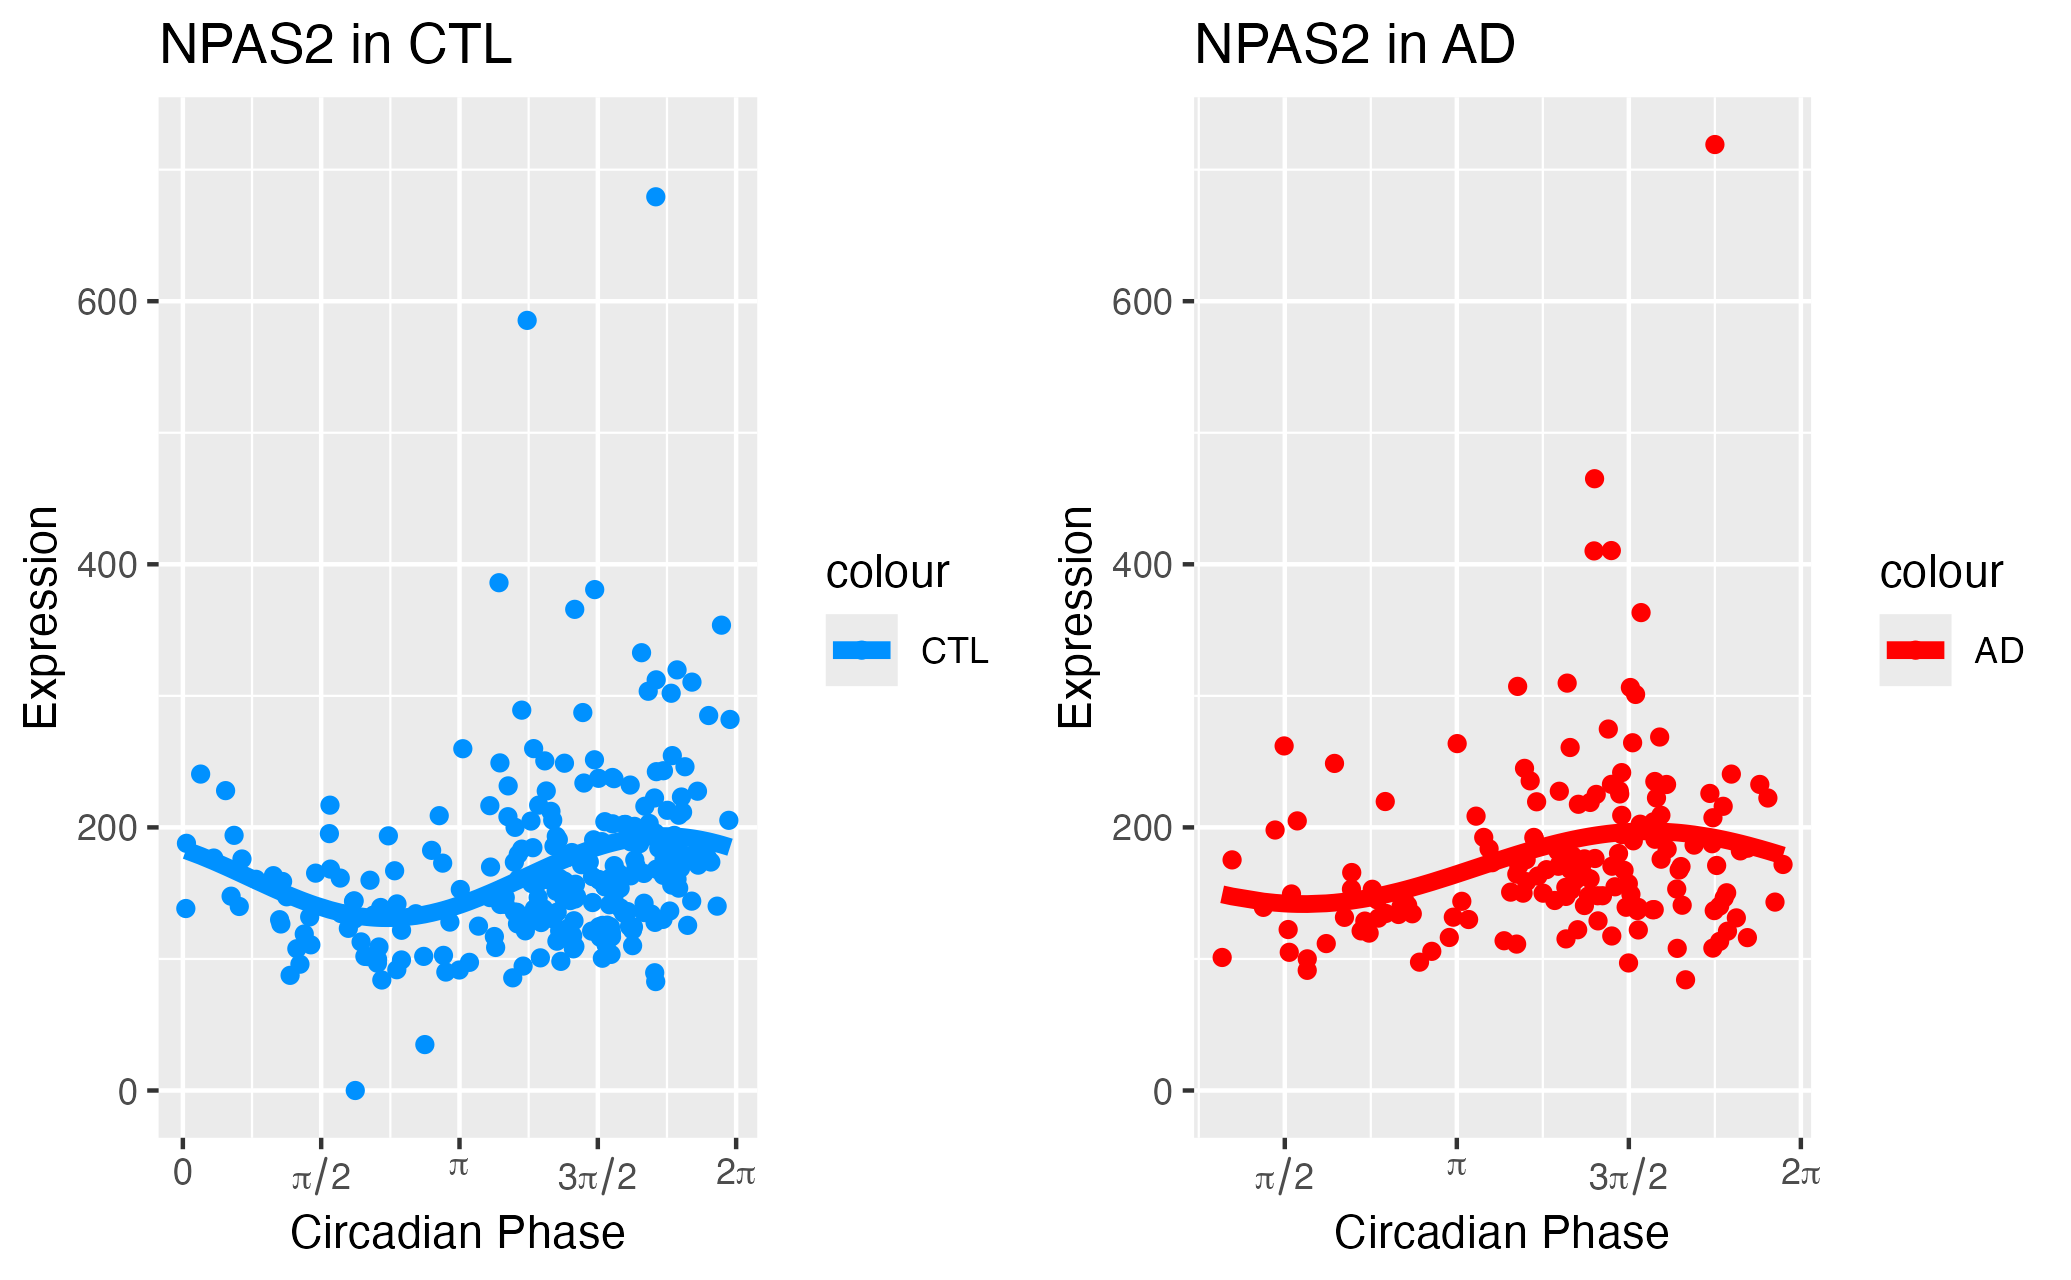 NPAS2 in CTL
Expression
600
400
200
0
0 π/2 π 3π/2 2π
Circadian Phase
colour
CTL
NPAS2 in AD
Expression
600
400
200
0
π/2 π 3π/2 2π
Circadian Phase
colour
AD